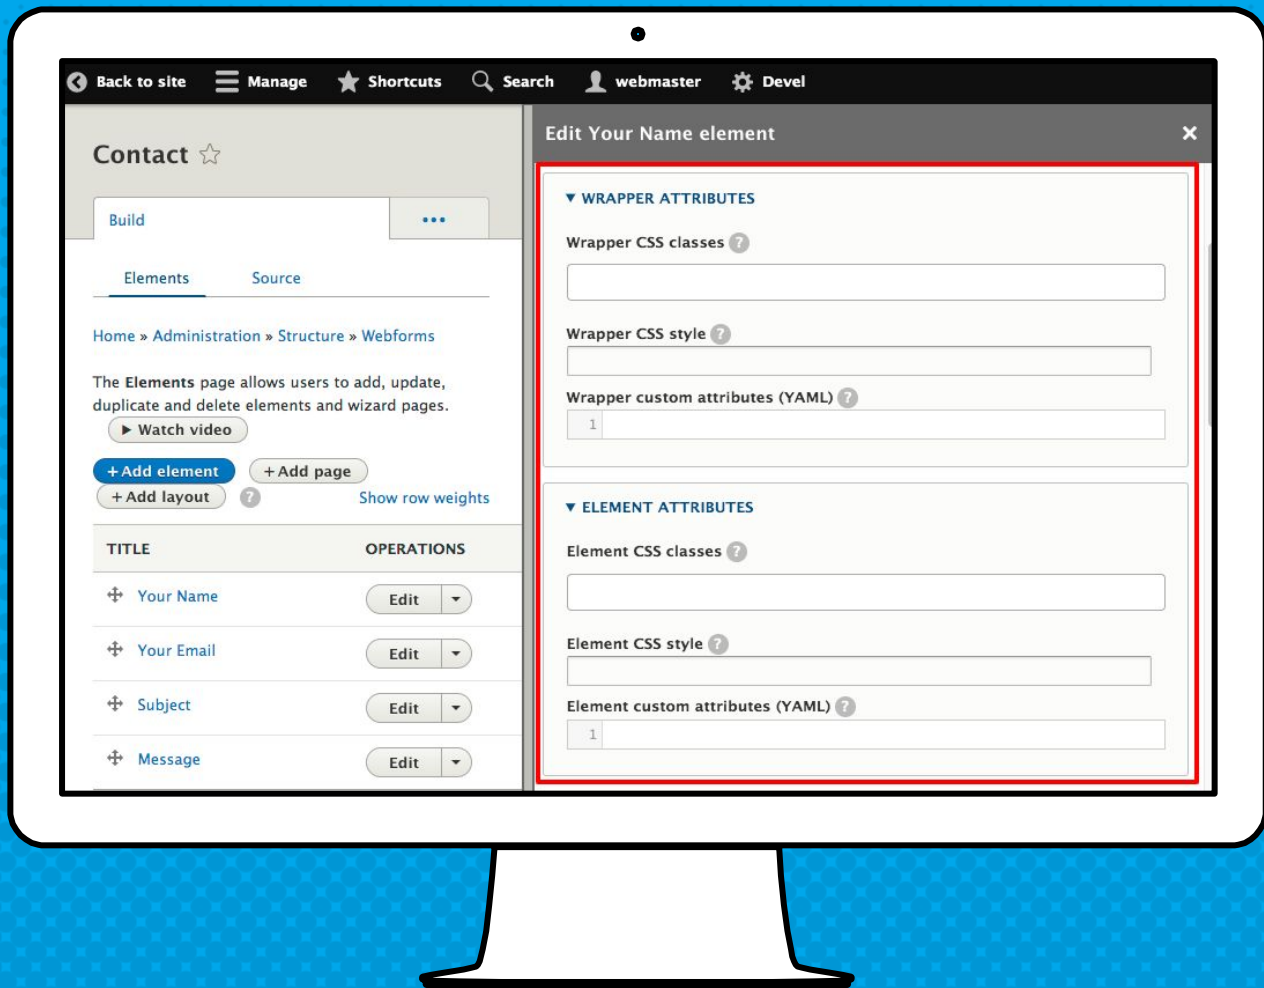 Back to site Manage Shortcuts Search webmaster Devel
Contact
Build •••
Elements Source
Home » Administration » Structure » Webforms
The Elements page allows users to add, update,
duplicate and delete elements and wizard pages.
Watch video
+ Add element + Add page
+ Add layout ? Show row weights
TITLE OPERATIONS
Your Name Edit
Your Email Edit
Subject Edit
Message Edit
Edit Your Name element ×
▼ WRAPPER ATTRIBUTES
Wrapper CSS classes ?
Wrapper CSS style ?
Wrapper custom attributes (YAML) ?
1
▼ ELEMENT ATTRIBUTES
Element CSS classes ?
Element CSS style ?
Element custom attributes (YAML) ?
1